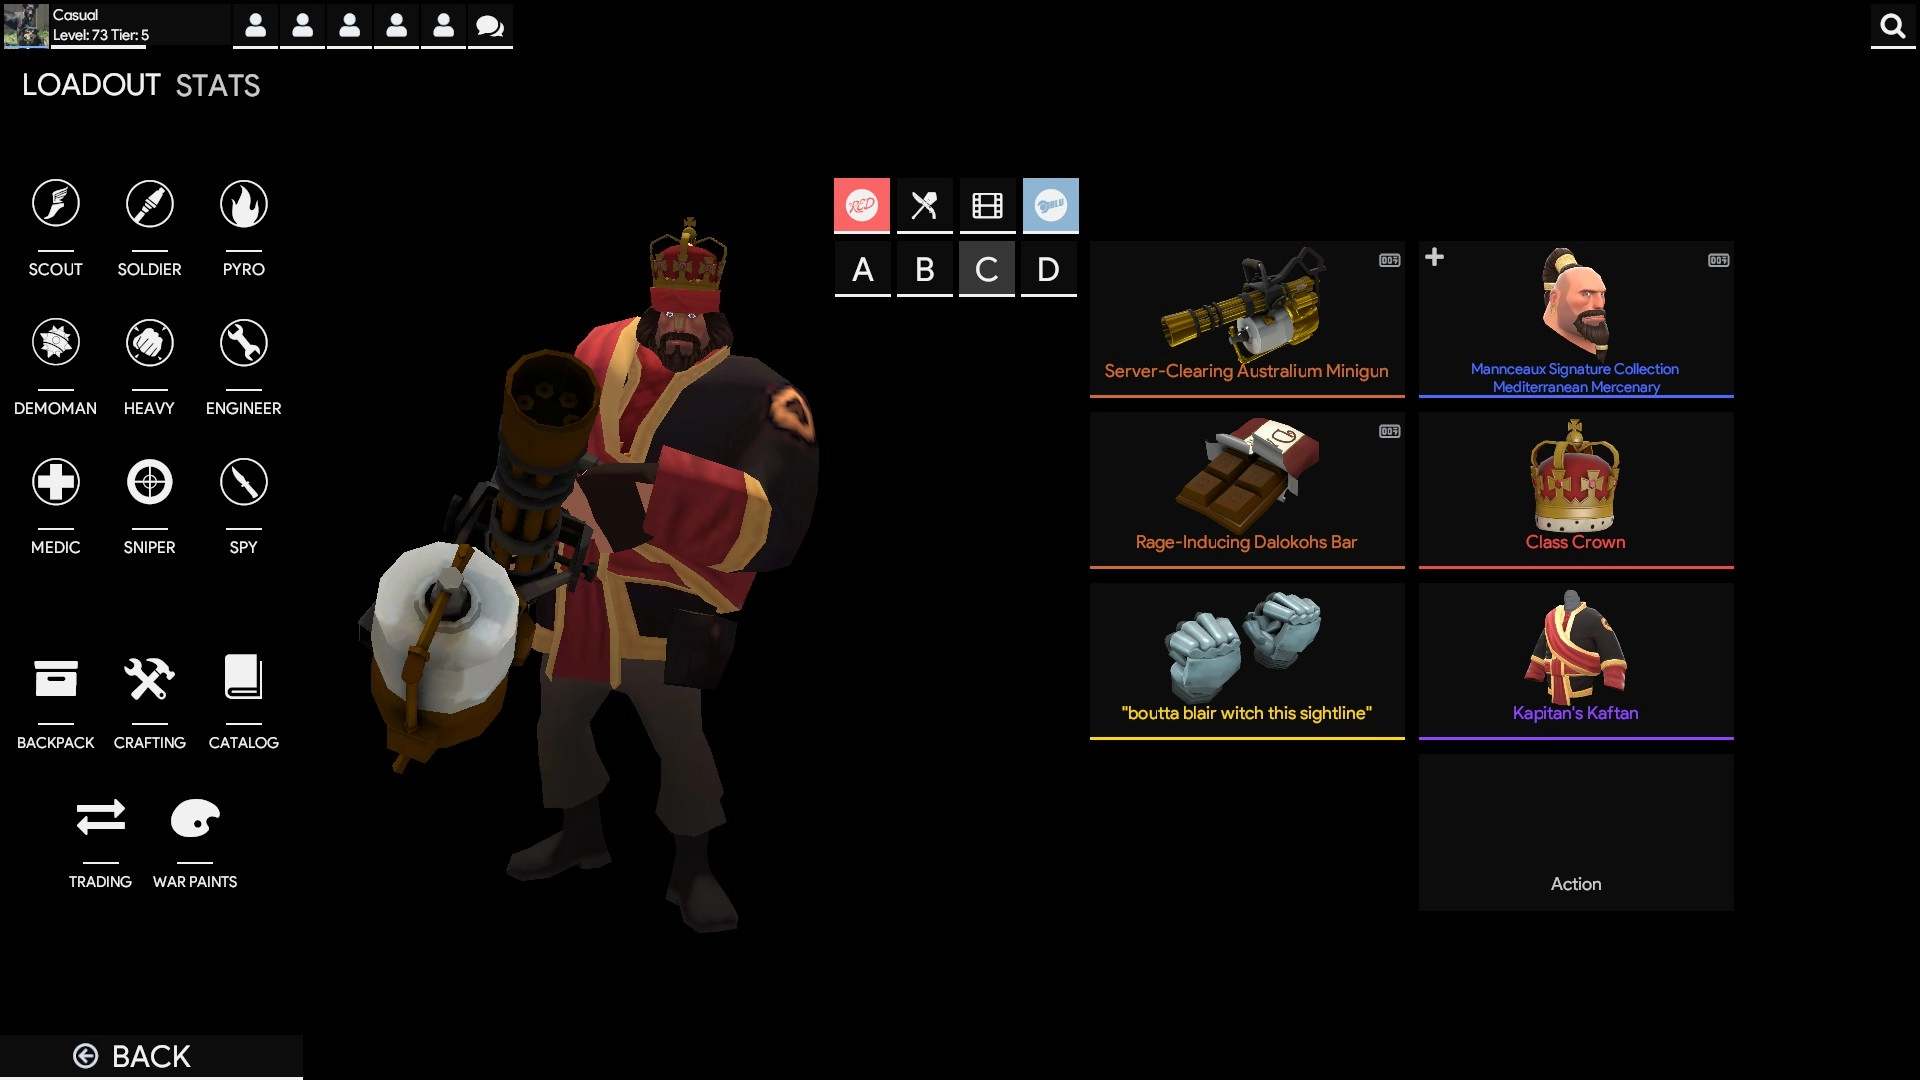 Casual
Level: 73 Tier: 5
LOADOUT STATS
SCOUT SOLDIER PYRO
DEMOMAN HEAVY ENGINEER
MEDIC SNIPER SPY
BACKPACK CRAFTING CATALOG
TRADING WAR PAINTS
BACK
RED BLU
A B C D
Server-Clearing Australium Minigun
Mannceaux Signature Collection
Mediterranean Mercenary
Rage-Inducing Dalokohs Bar
Class Crown
"boutta blair witch this sightline"
Kapitan's Kaftan
Action